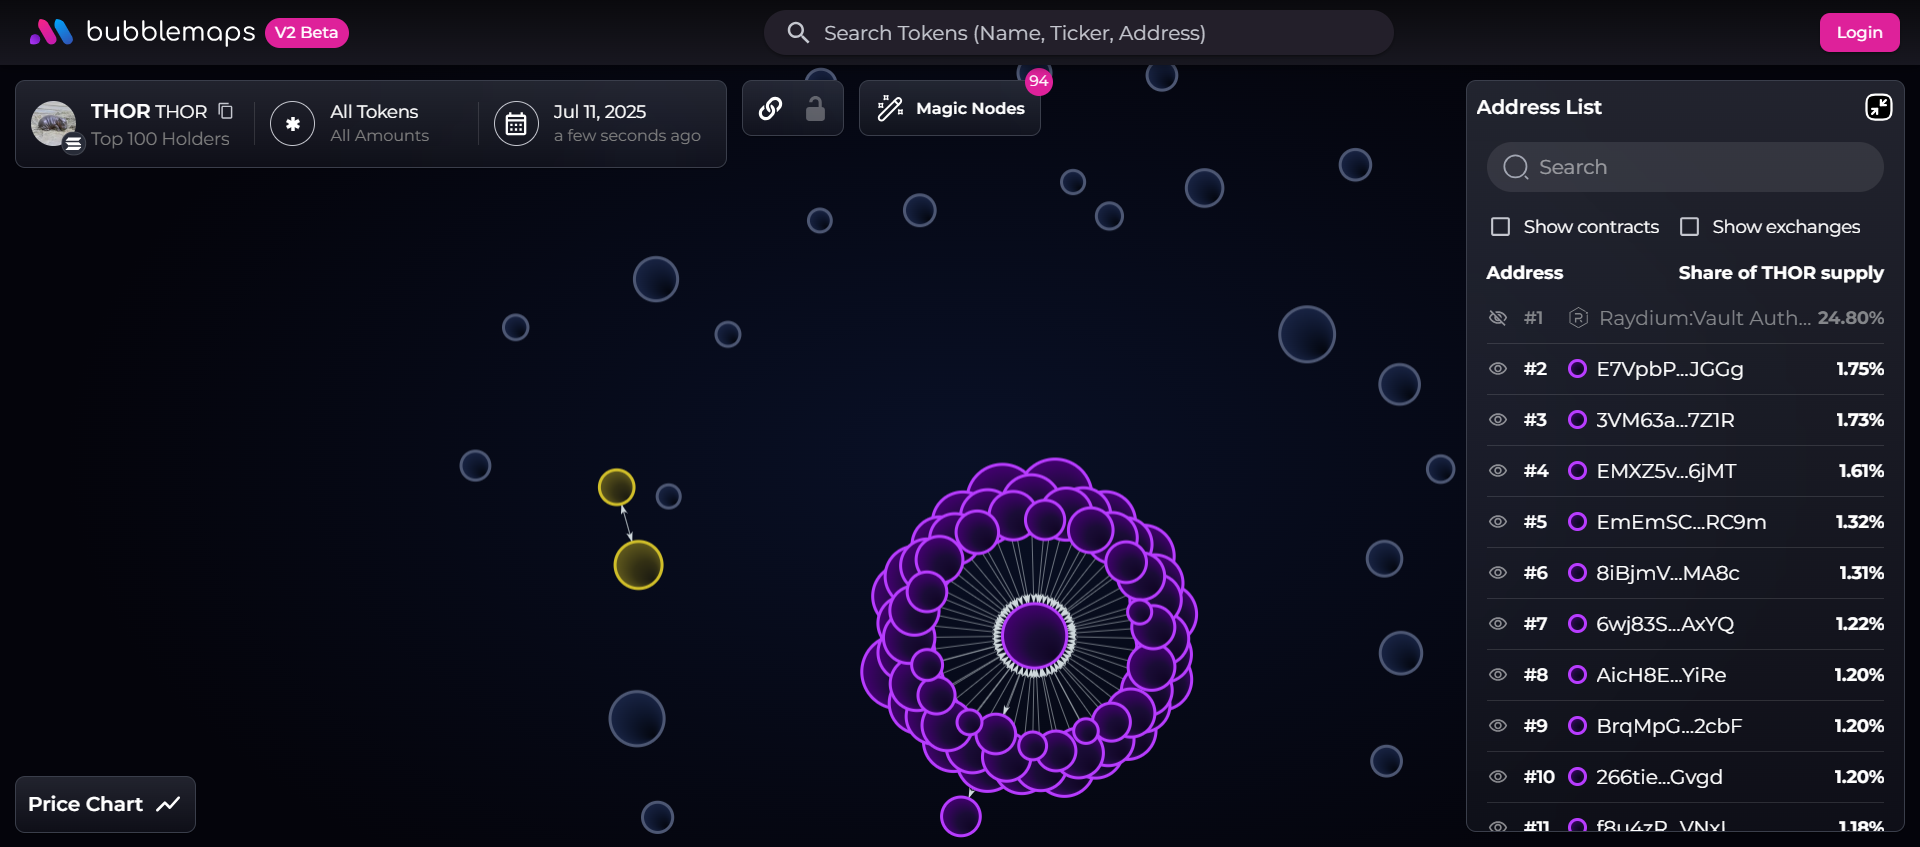 bubblemaps V2 Beta
Search Tokens (Name, Ticker, Address)
Login
THOR THOR
Top 100 Holders
All Tokens
All Amounts
Jul 11, 2025
a few seconds ago
94
Magic Nodes
Address List
Search
Show contracts
Show exchanges
Address Share of THOR supply
#1 Raydium:Vault Auth... 24.80%
#2 E7VpbP...JGGg 1.75%
#3 3VM63a...7Z1R 1.73%
#4 EMXZ5v...6jMT 1.61%
#5 EmEmSC...RC9m 1.32%
#6 8iBjmV...MA8c 1.31%
#7 6wj83S...AxYQ 1.22%
#8 AicH8E...YiRe 1.20%
#9 BrqMpG...2cbF 1.20%
#10 266tie...Gvgd 1.20%
#11 1.18%
Price Chart